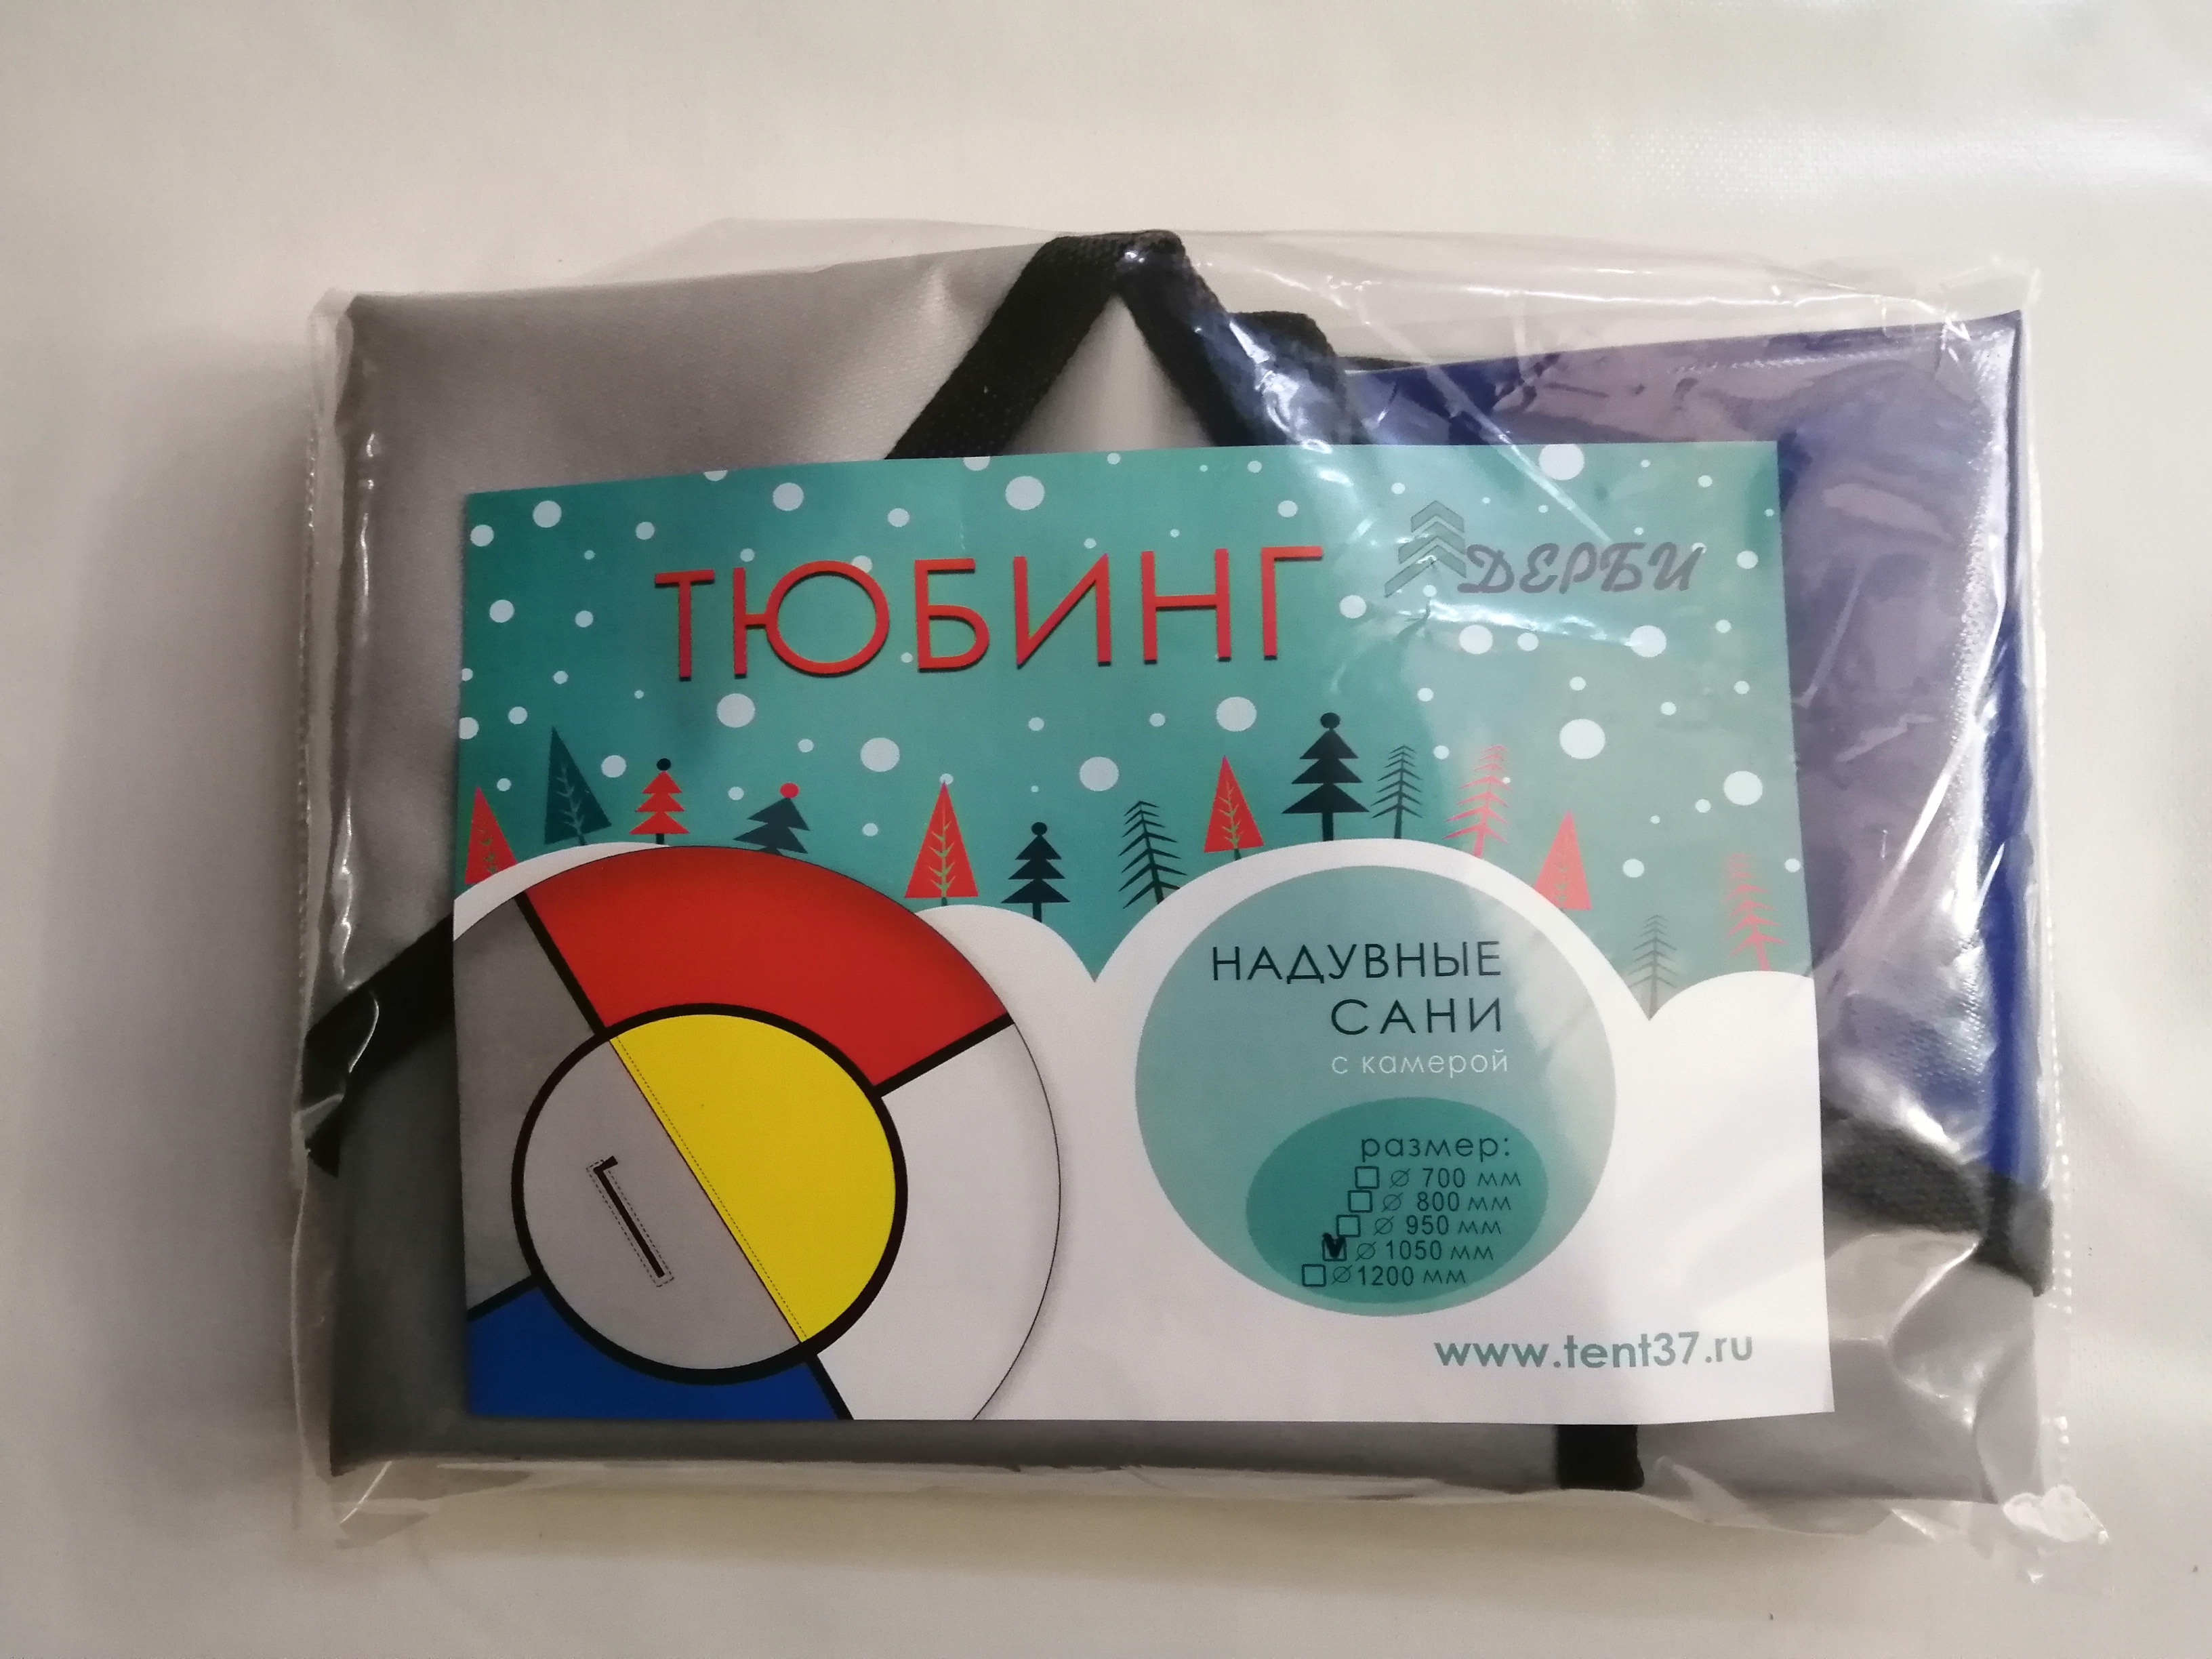 ТЮБИНГ
ДЕРБИ
НАДУВНЫЕ
САНИ
с камерой
размер:
∅ 700 мм
∅ 800 мм
∅ 950 мм
∅ 1050 мм
∅ 1200 мм
www.tent37.ru